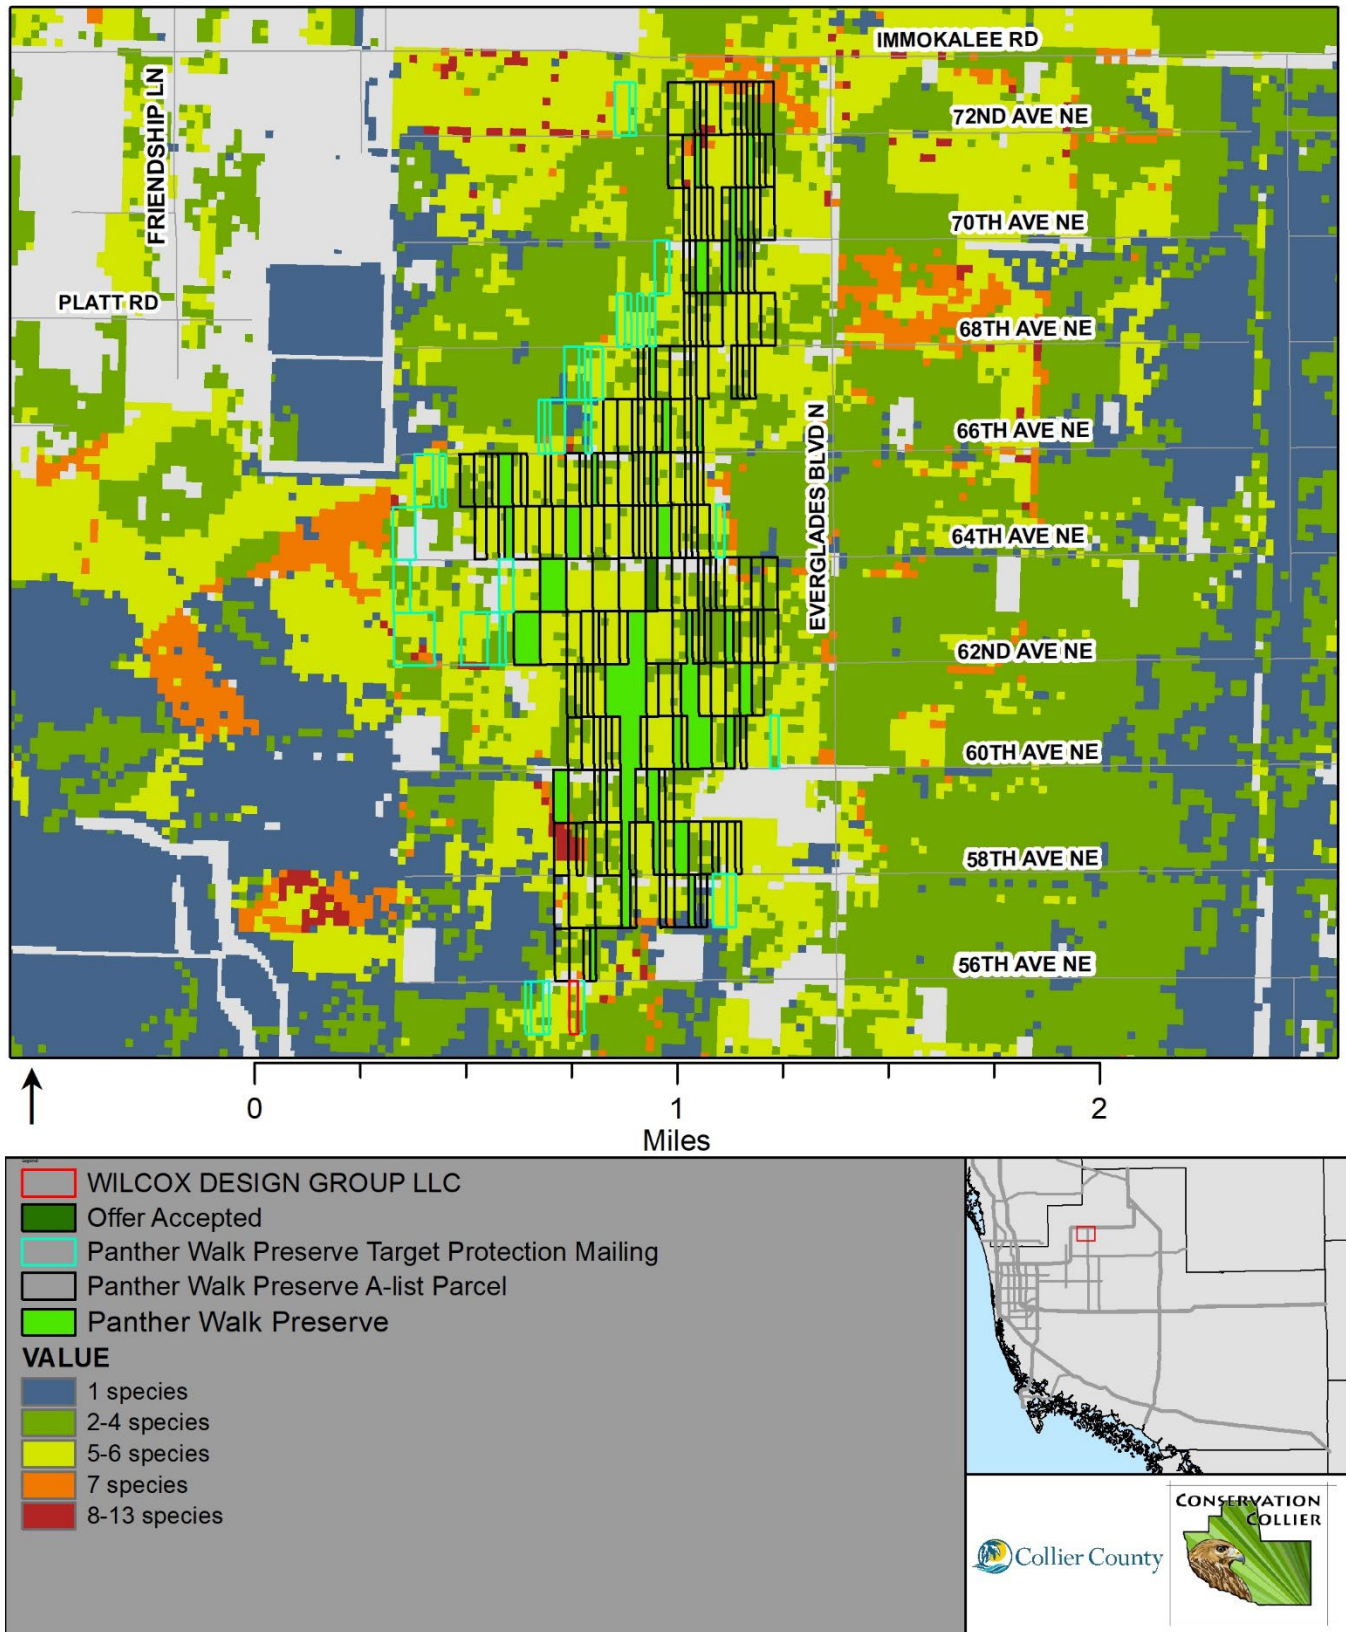 IMMOKALEE RD
FRIENDSHIP LN
72ND AVE NE
70TH AVE NE
PLATT RD
68TH AVE NE
EVERGLADES BLVD N
66TH AVE NE
64TH AVE NE
62ND AVE NE
60TH AVE NE
58TH AVE NE
56TH AVE NE
0 1 2
Miles
Legend
WILCOX DESIGN GROUP LLC
Offer Accepted
Panther Walk Preserve Target Protection Mailing
Panther Walk Preserve A-list Parcel
Panther Walk Preserve
VALUE
1 species
2-4 species
5-6 species
7 species
8-13 species
Collier County
CONSERVATION
COLLIER